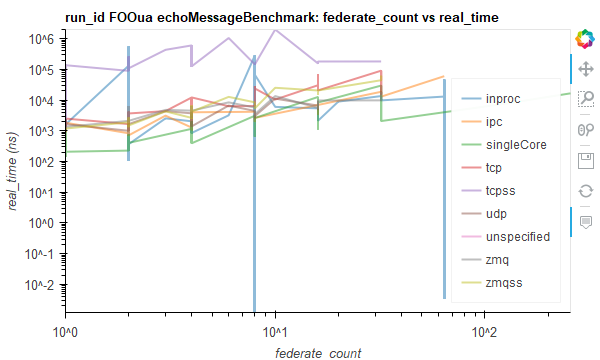 run_id FOOua echoMessageBenchmark: federate_count vs real_time
10^6
10^5
10^4
10^3
10^2
10^1
10^0
10^-1
10^-2
real_time (ns)
inproc
ipc
singleCore
tcp
tcpss
udp
unspecified
zmq
zmqss
10^0
10^1
10^2
federate_count